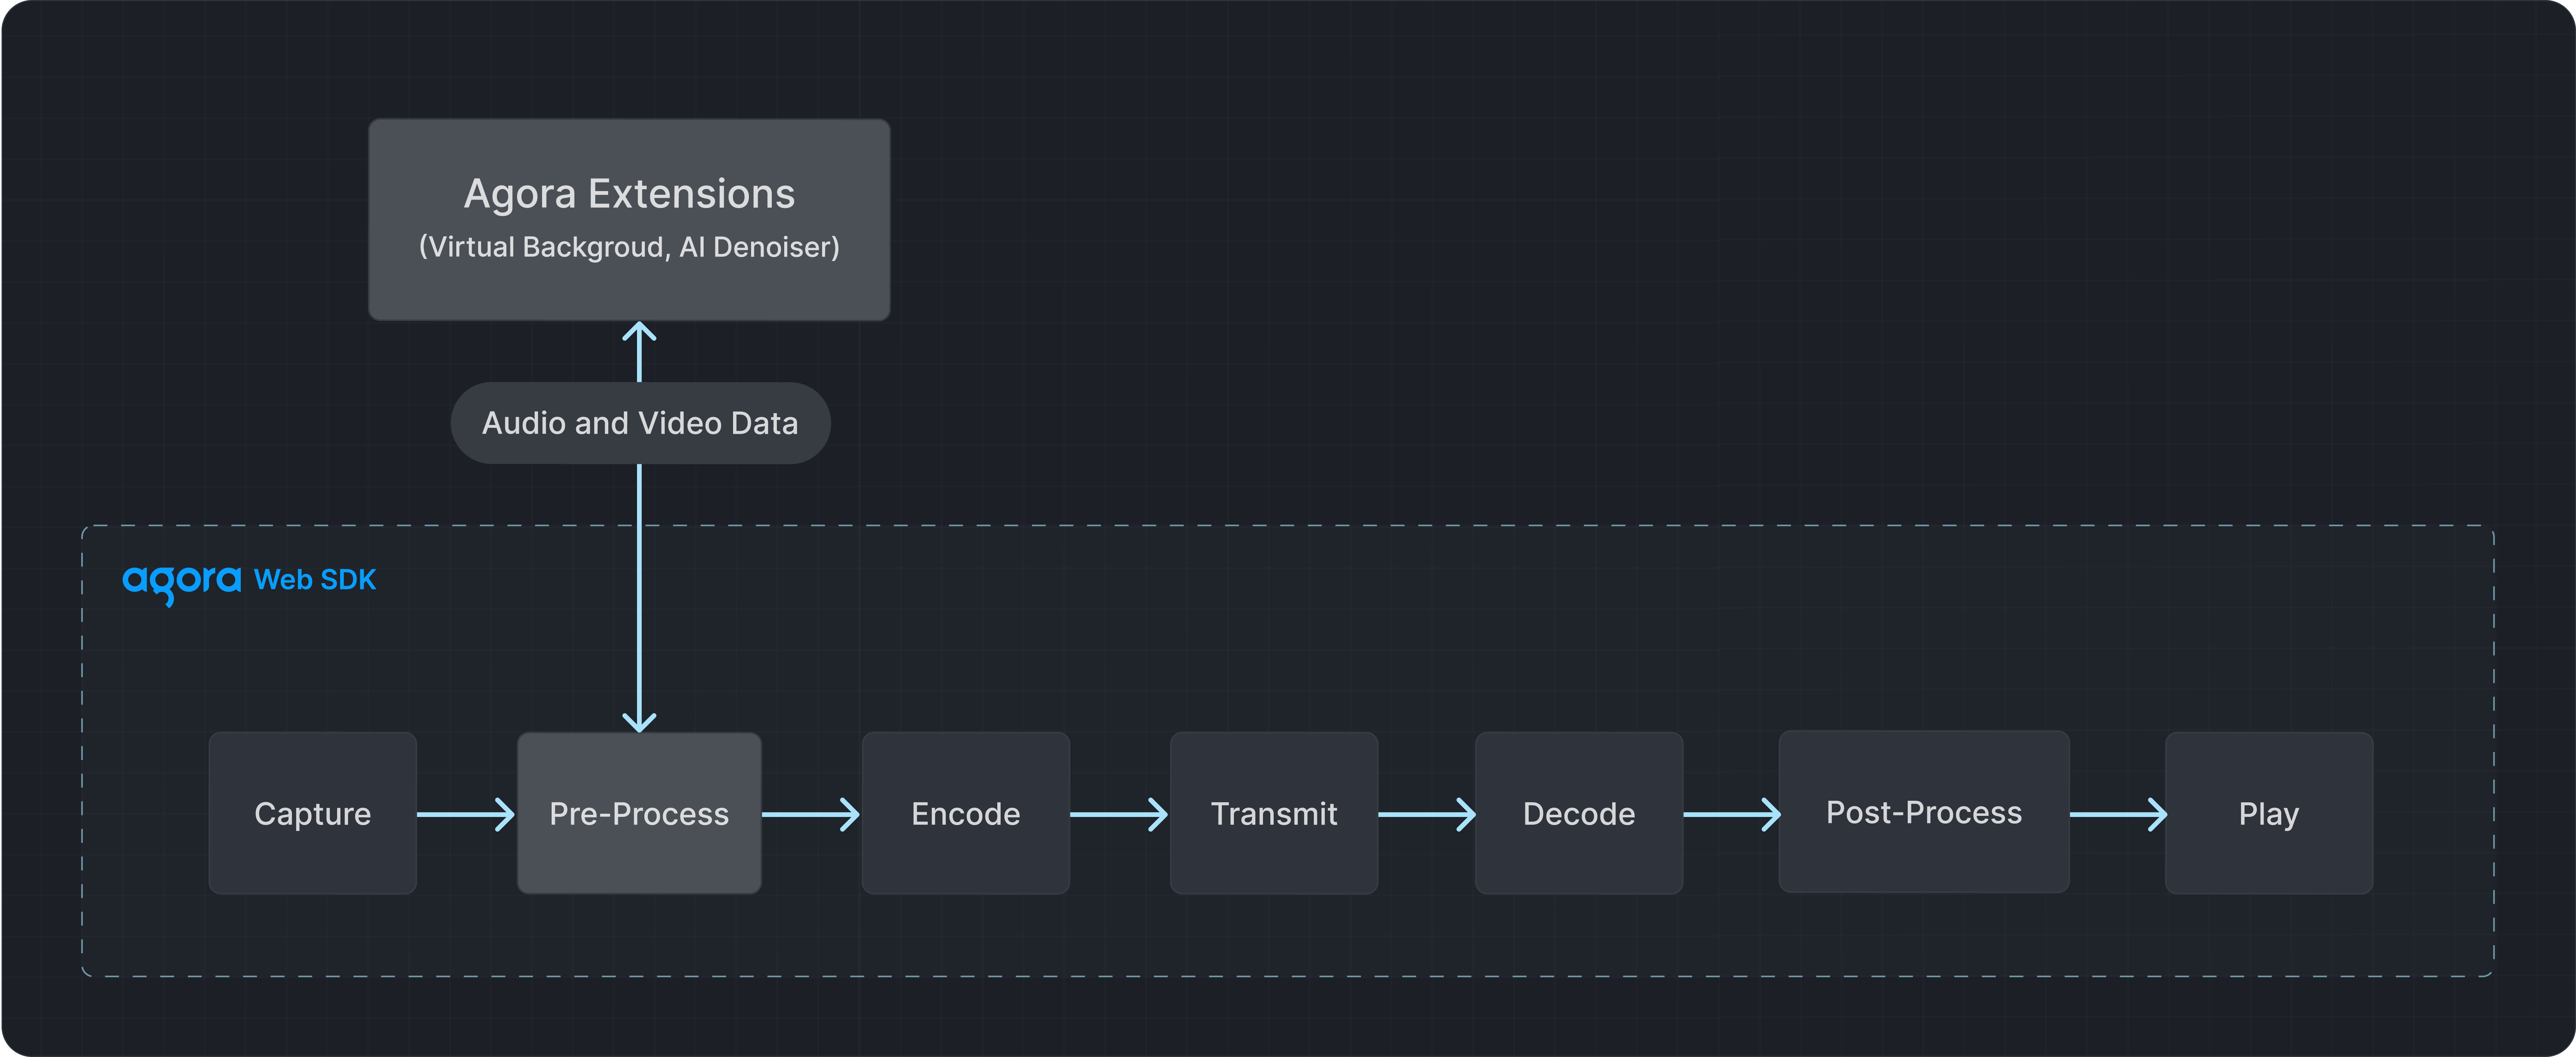 Agora Extensions
(Virtual Backgroud, AI Denoiser)
Audio and Video Data
agora Web SDK
Capture
Pre-Process
Encode
Transmit
Decode
Post-Process
Play